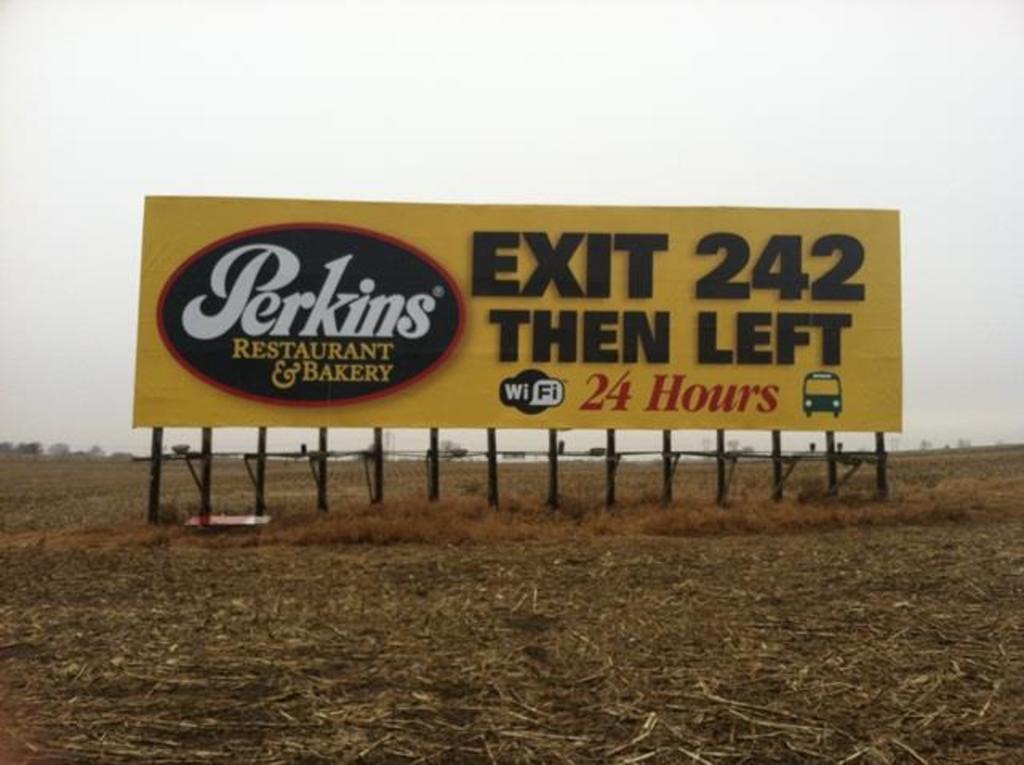 Perkins®
RESTAURANT
& BAKERY
EXIT 242
THEN LEFT
WiFi 24 Hours